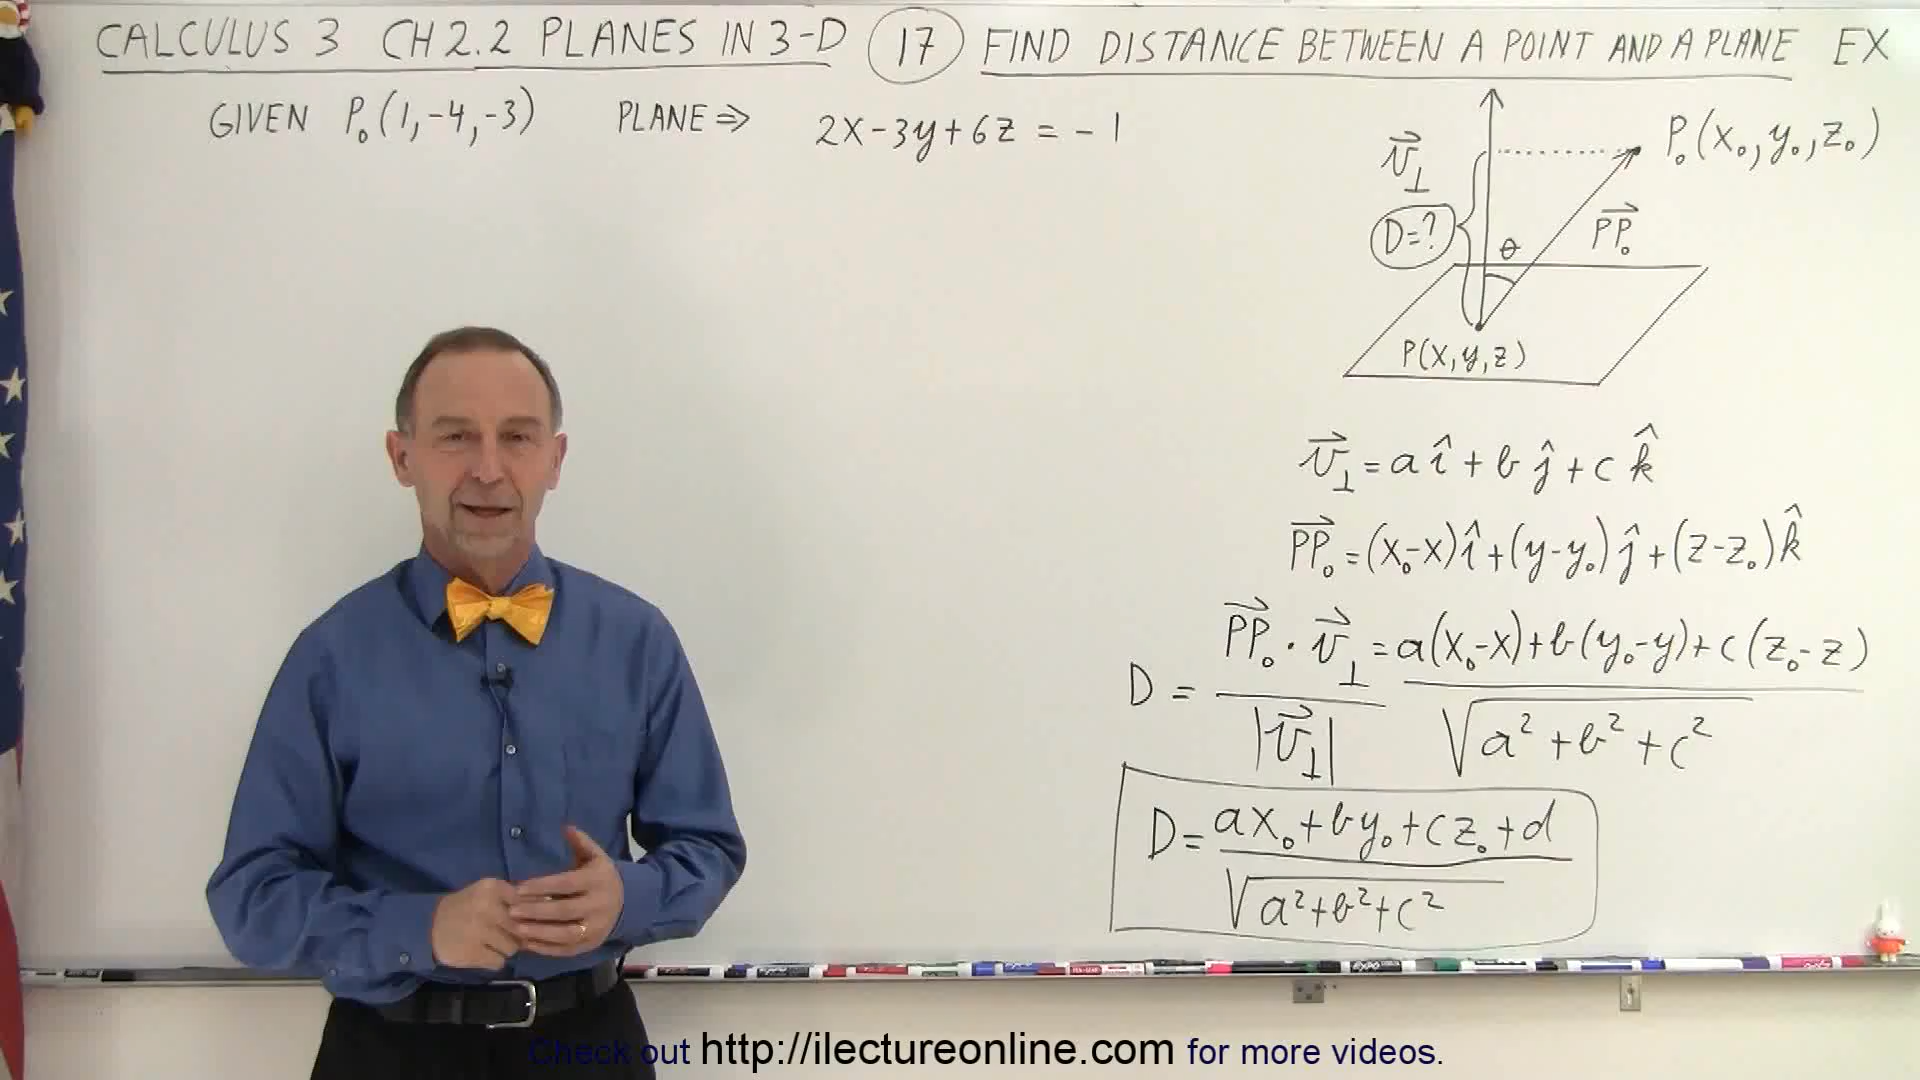 CALCULUS 3 CH 2.2 PLANES IN 3-D 17 FIND DISTANCE BETWEEN A POINT AND A PLANE EX
GIVEN P₀(1,-4,-3) PLANE ⇒ 2x-3y+6z = -1
P₀(x₀,y₀,z₀)
v⃗⊥
D=?
PP₀⃗
θ
P(x,y,z)
v⃗⊥ = a î + b ĵ + c k̂
PP₀⃗ = (x₀-x)î + (y-y₀)ĵ + (z-z₀)k̂
D = PP₀⃗ · v⃗⊥ / |v⃗⊥| = a(x₀-x)+b(y₀-y)+c(z₀-z) / √a²+b²+c²
D = ax₀+by₀+cz₀+d / √a²+b²+c²
Check out http://ilectureonline.com for more videos.